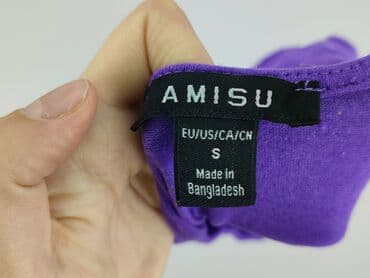 AMISU
EU/US/CA/CN
S
Made in
Bangladesh